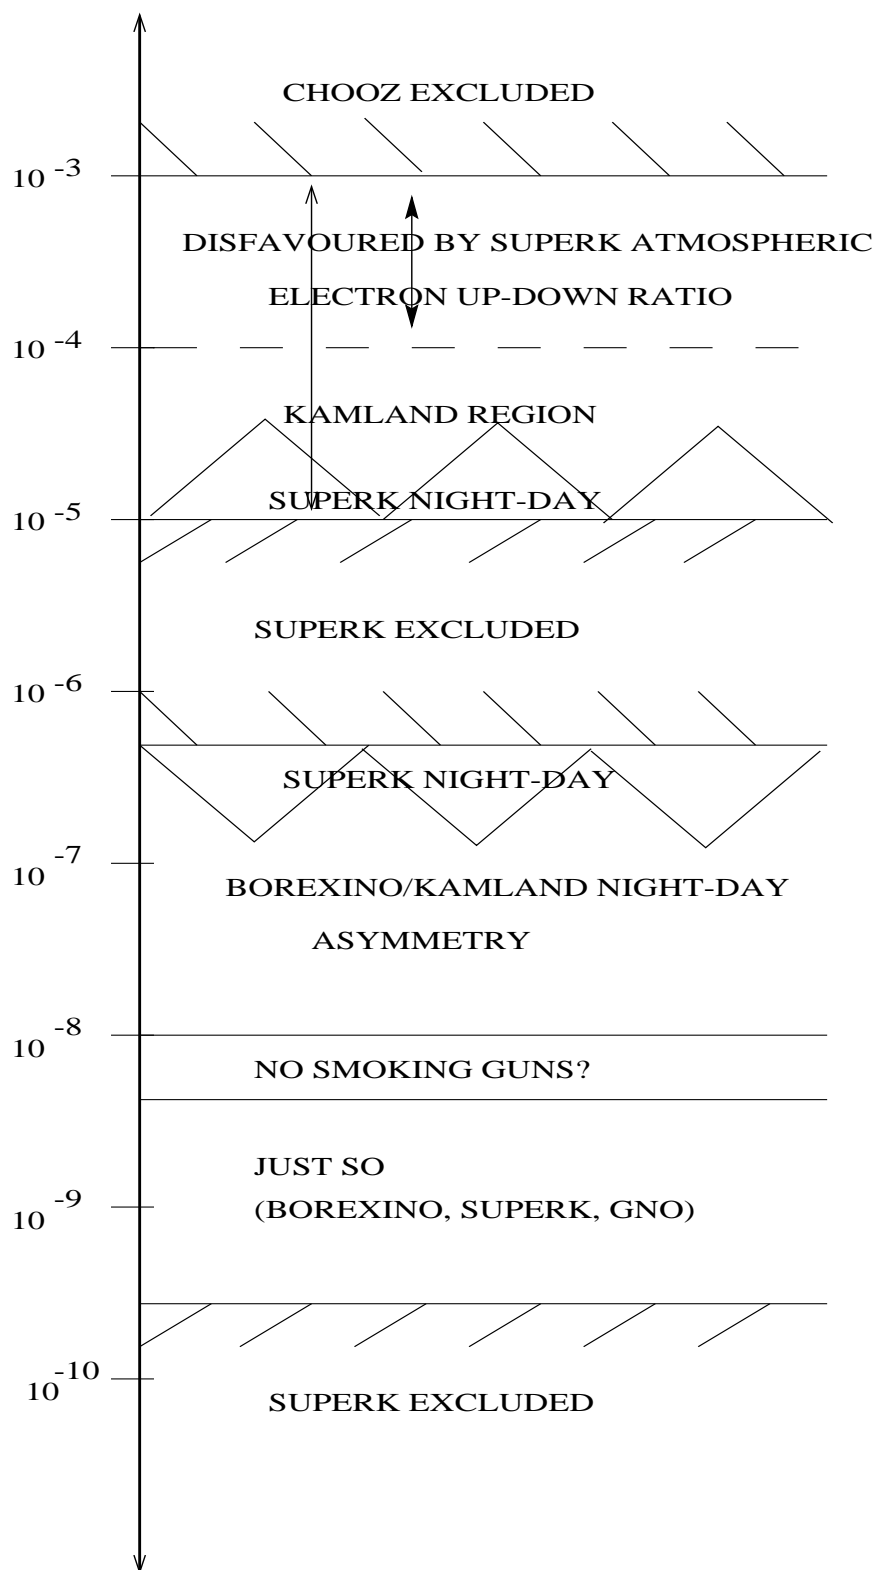 CHOOZ EXCLUDED
10 -3
DISFAVOURED BY SUPERK ATMOSPHERIC
ELECTRON UP-DOWN RATIO
10 -4
KAMLAND REGION
SUPERK NIGHT-DAY
10 -5
SUPERK EXCLUDED
10 -6
SUPERK NIGHT-DAY
10 -7
BOREXINO/KAMLAND NIGHT-DAY
ASYMMETRY
10 -8
NO SMOKING GUNS?
JUST SO
10 -9
(BOREXINO, SUPERK, GNO)
10 -10
SUPERK EXCLUDED